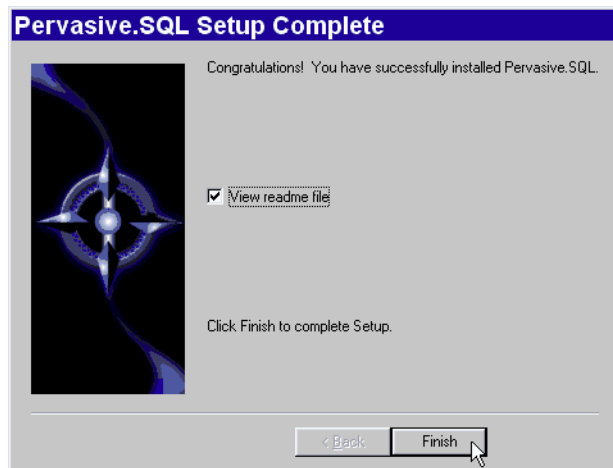 Pervasive.SQL Setup Complete
Congratulations!  You have successfully installed Pervasive.SQL.
View readme file
Click Finish to complete Setup.
< Back
Finish